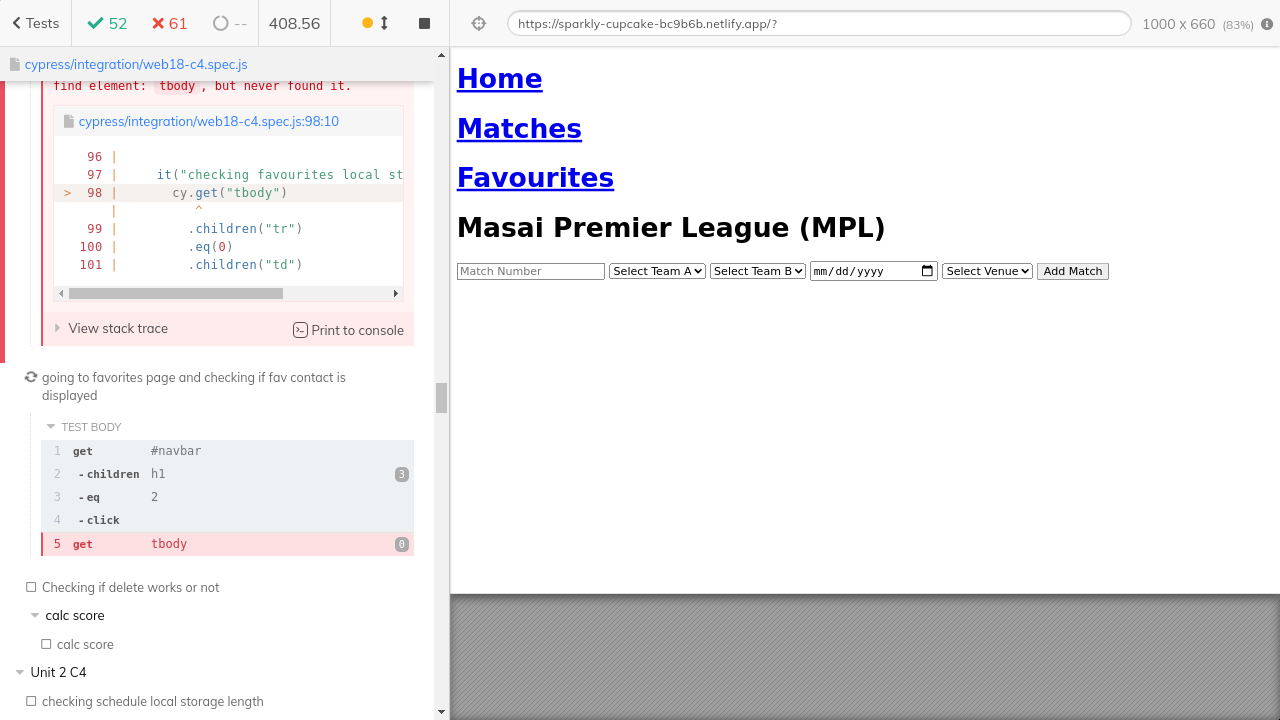 Tests
52
61
--
408.56
https://sparkly-cupcake-bc9b6b.netlify.app/?
1000 x 660 (83%)
cypress/integration/web18-c4.spec.js
find element: tbody, but never found it.
cypress/integration/web18-c4.spec.js:98:10
96 |
97 | it("checking favourites local st
> 98 | cy.get("tbody")
| ^
99 | .children("tr")
100 | .eq(0)
101 | .children("td")
View stack trace
Print to console
going to favorites page and checking if fav contact is
displayed
TEST BODY
1 get #navbar
2 - children h1 3
3 - eq 2
4 - click
5 get tbody 0
Checking if delete works or not
calc score
calc score
Unit 2 C4
checking schedule local storage length
Home
Matches
Favourites
Masai Premier League (MPL)
Match Number Select Team A Select Team B mm/dd/yyyy Select Venue Add Match